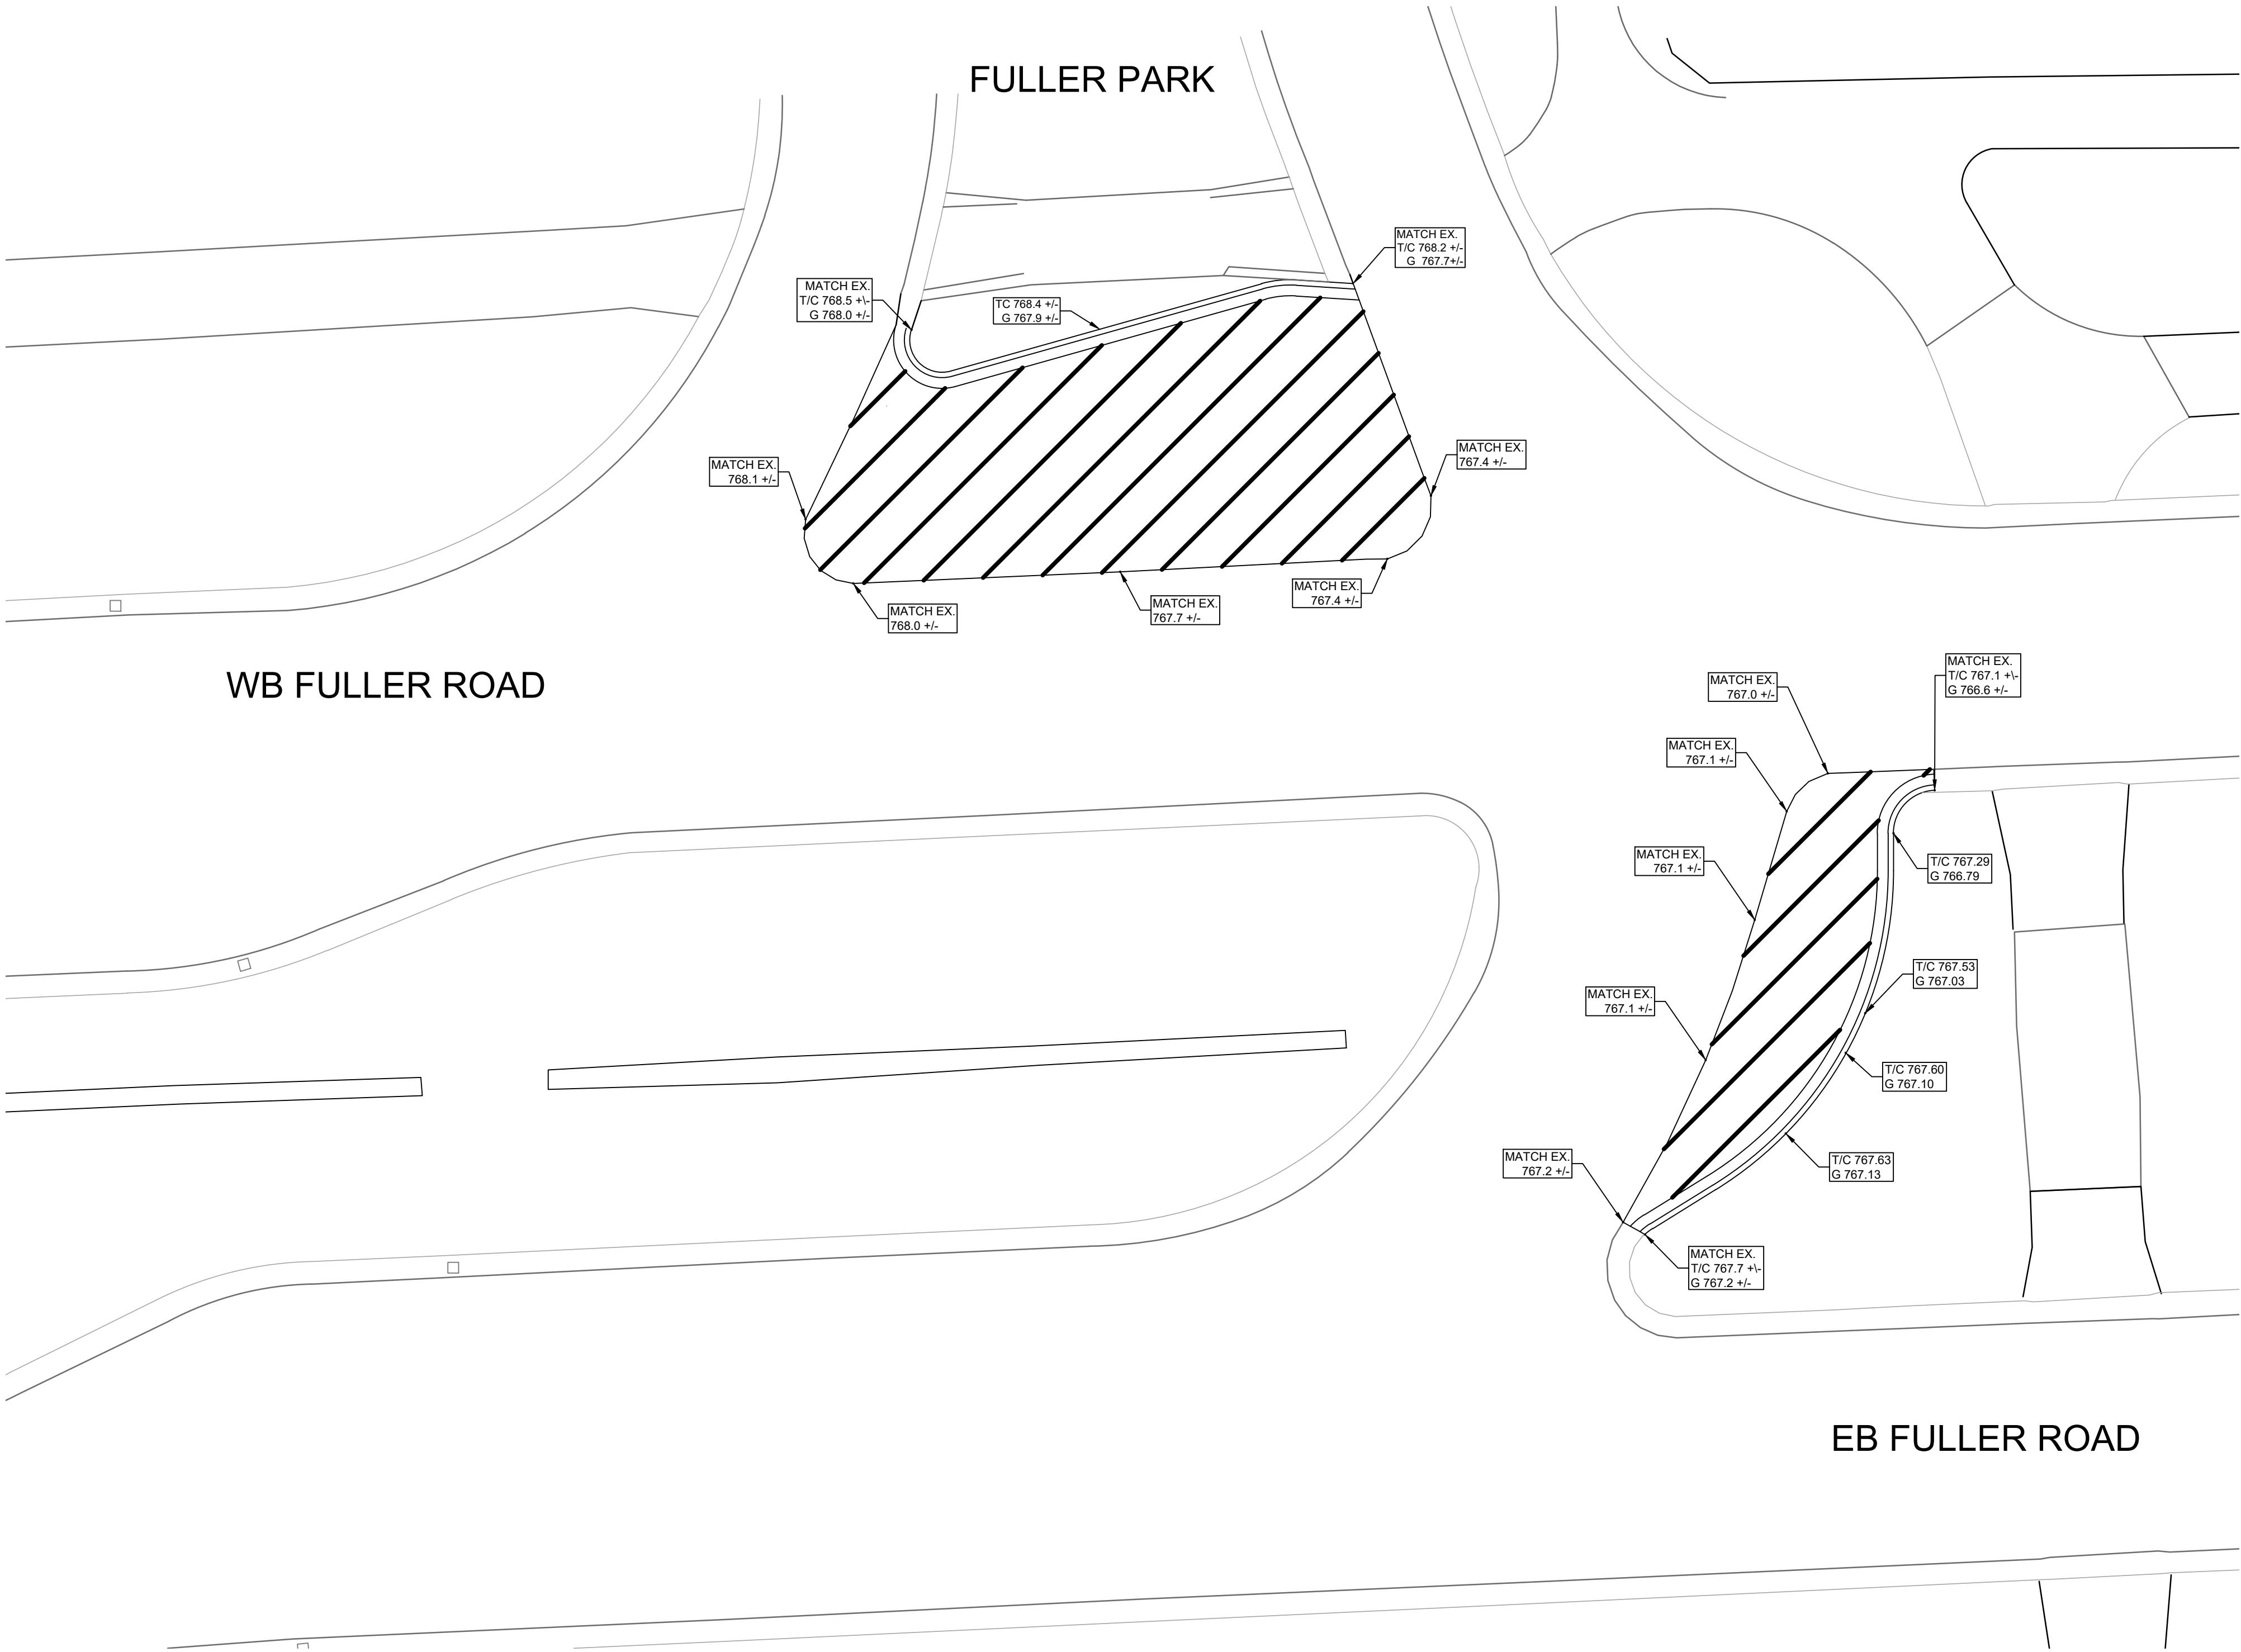 FULLER PARK
MATCH EX.
T/C 768.2 +/-
G 767.7+/-
MATCH EX.
T/C 768.5 +\-
G 768.0 +/-
TC 768.4 +/-
G 767.9 +/-
MATCH EX.
768.1 +/-
MATCH EX.
767.4 +/-
MATCH EX.
768.0 +/-
MATCH EX.
767.7 +/-
MATCH EX.
767.4 +/-
WB FULLER ROAD
MATCH EX.
767.0 +/-
MATCH EX.
T/C 767.1 +\-
G 766.6 +/-
MATCH EX.
767.1 +/-
MATCH EX.
767.1 +/-
T/C 767.29
G 766.79
T/C 767.53
G 767.03
MATCH EX.
767.1 +/-
T/C 767.60
G 767.10
MATCH EX.
767.2 +/-
T/C 767.63
G 767.13
MATCH EX.
T/C 767.7 +\-
G 767.2 +/-
EB FULLER ROAD